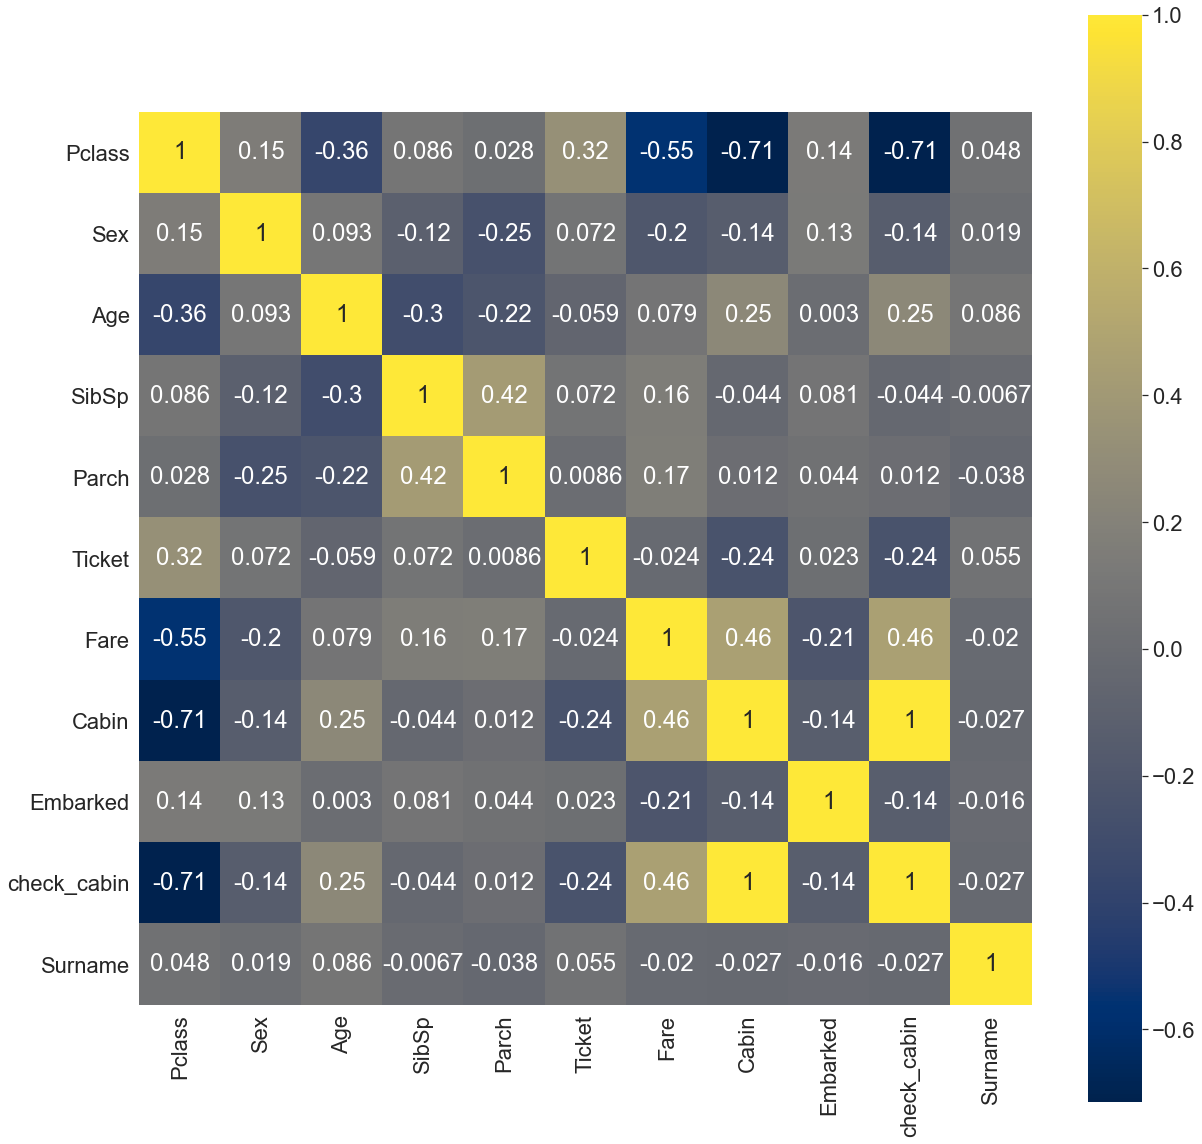 1.0
Pclass 1 0.15 -0.36 0.086 0.028 0.32 -0.55 -0.71 0.14 -0.71 0.048
0.8
Sex 0.15 1 0.093 -0.12 -0.25 0.072 -0.2 -0.14 0.13 -0.14 0.019
0.6
Age -0.36 0.093 1 -0.3 -0.22 -0.059 0.079 0.25 0.003 0.25 0.086
SibSp 0.086 -0.12 -0.3 1 0.42 0.072 0.16 -0.044 0.081 -0.044 -0.0067
0.4
Parch 0.028 -0.25 -0.22 0.42 1 0.0086 0.17 0.012 0.044 0.012 -0.038
0.2
Ticket 0.32 0.072 -0.059 0.072 0.0086 1 -0.024 -0.24 0.023 -0.24 0.055
Fare -0.55 -0.2 0.079 0.16 0.17 -0.024 1 0.46 -0.21 0.46 -0.02
0.0
Cabin -0.71 -0.14 0.25 -0.044 0.012 -0.24 0.46 1 -0.14 1 -0.027
−0.2
Embarked 0.14 0.13 0.003 0.081 0.044 0.023 -0.21 -0.14 1 -0.14 -0.016
check_cabin -0.71 -0.14 0.25 -0.044 0.012 -0.24 0.46 1 -0.14 1 -0.027
−0.4
Surname 0.048 0.019 0.086 -0.0067 -0.038 0.055 -0.02 -0.027 -0.016 -0.027 1
−0.6
Pclass
Sex
Age
SibSp
Parch
Ticket
Fare
Cabin
Embarked
check_cabin
Surname